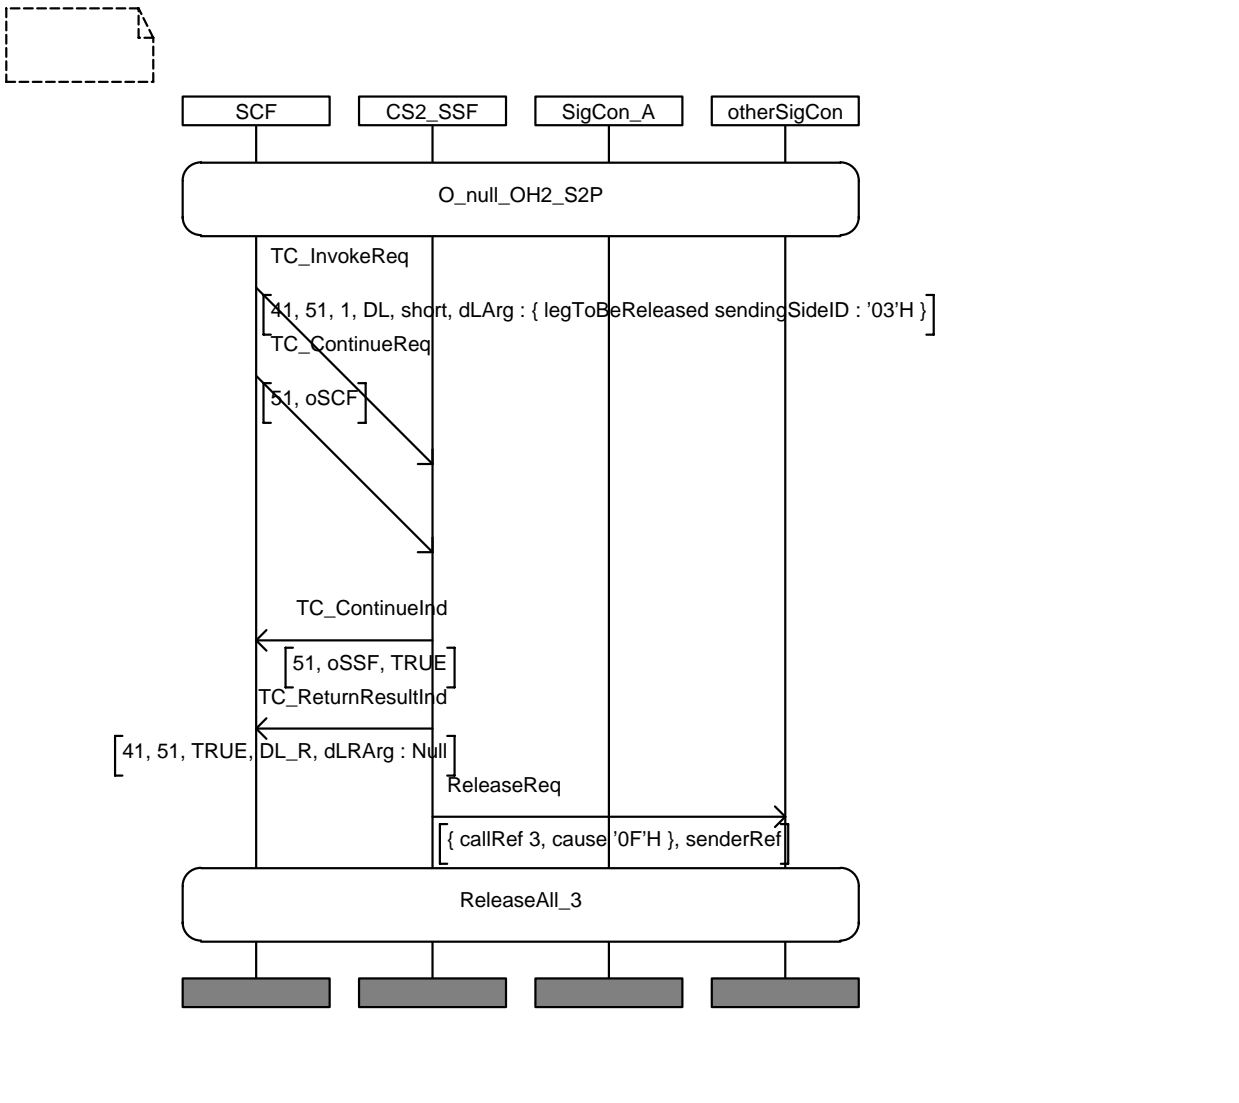 SCF CS2_SSF SigCon_A otherSigCon
O_null_OH2_S2P
TC_InvokeReq
41, 51, 1, DL, short, dLArg : { legToBeReleased sendingSideID : '03'H }
TC_ContinueReq
51, oSCF
TC_ContinueInd
51, oSSF, TRUE
TC_ReturnResultInd
41, 51, TRUE, DL_R, dLRArg : Null
ReleaseReq
{ callRef 3, cause '0F'H }, senderRef
ReleaseAll_3